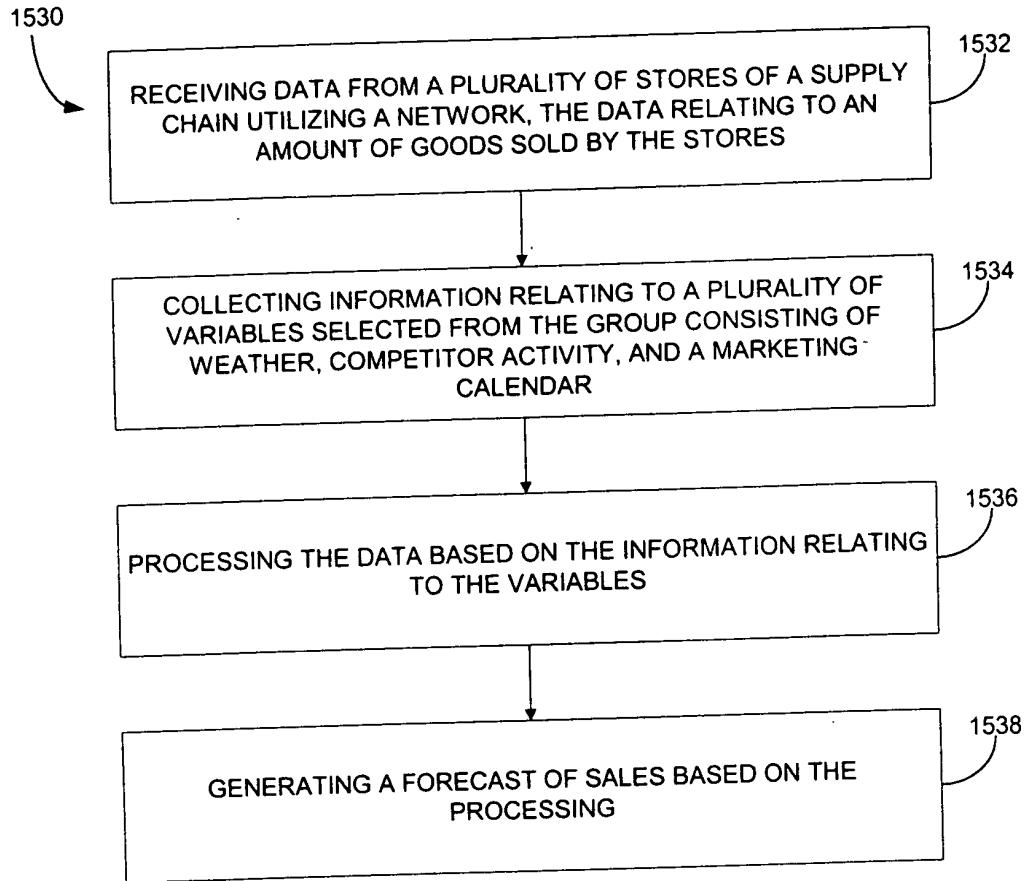 1530
1532
RECEIVING DATA FROM A PLURALITY OF STORES OF A SUPPLY
CHAIN UTILIZING A NETWORK, THE DATA RELATING TO AN
AMOUNT OF GOODS SOLD BY THE STORES
1534
COLLECTING INFORMATION RELATING TO A PLURALITY OF
VARIABLES SELECTED FROM THE GROUP CONSISTING OF
WEATHER, COMPETITOR ACTIVITY, AND A MARKETING
CALENDAR
1536
PROCESSING THE DATA BASED ON THE INFORMATION RELATING
TO THE VARIABLES
1538
GENERATING A FORECAST OF SALES BASED ON THE
PROCESSING